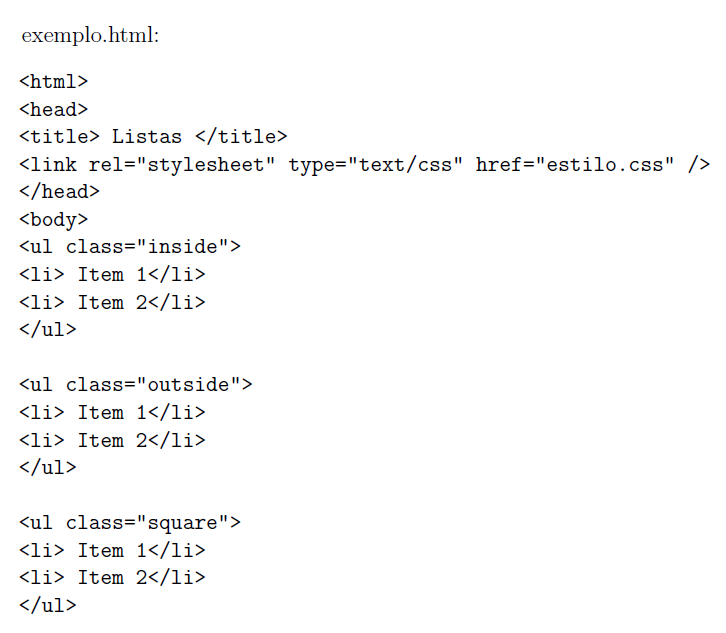 exemplo.html:
<html>
<head>
<title> Listas </title>
<link rel="stylesheet" type="text/css" href="estilo.css" />
</head>
<body>
<ul class="inside">
<li> Item 1</li>
<li> Item 2</li>
</ul>
<ul class="outside">
<li> Item 1</li>
<li> Item 2</li>
</ul>
<ul class="square">
<li> Item 1</li>
<li> Item 2</li>
</ul>